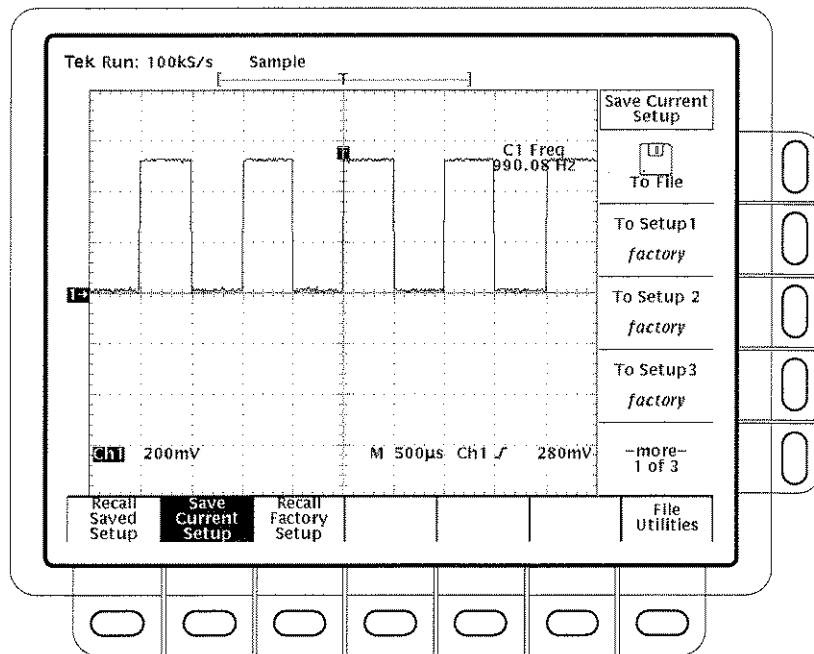 Tek Run: 100kS/s Sample
[ T ]
Save Current
Setup
T
C1 Freq
990.08 Hz
To File
To Setup1
factory
1→
To Setup 2
factory
To Setup3
factory
Ch1 200mV M 500µs Ch1 ƒ 280mV
–more–
1 of 3
Recall
Saved
Setup
Save
Current
Setup
Recall
Factory
Setup
File
Utilities